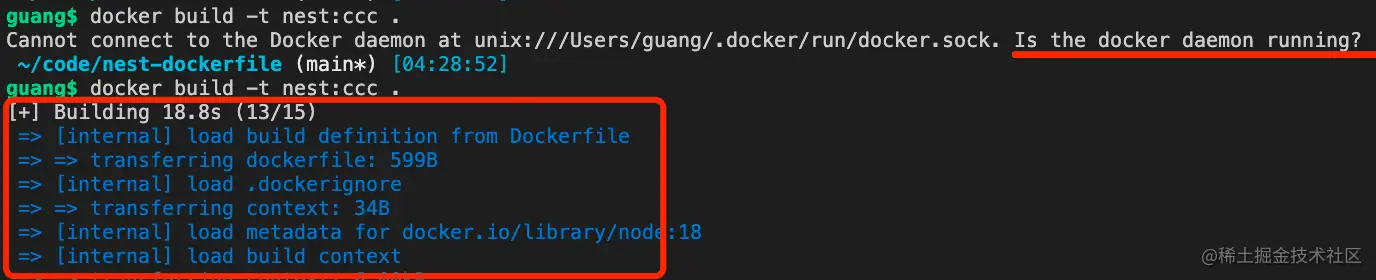 guang$ docker build -t nest:ccc .
Cannot connect to the Docker daemon at unix:///Users/guang/.docker/run/docker.sock. Is the docker daemon running?
~/code/nest-dockerfile (main*) [04:28:52]
guang$ docker build -t nest:ccc .
[+] Building 18.8s (13/15)
=> [internal] load build definition from Dockerfile
=> => transferring dockerfile: 599B
=> [internal] load .dockerignore
=> => transferring context: 34B
=> [internal] load metadata for docker.io/library/node:18
=> [internal] load build context
@稀土掘金技术社区